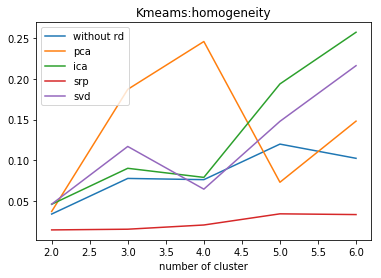 Kmeams:homogeneity
0.25
0.20
0.15
0.10
0.05
without rd
pca
ica
srp
svd
2.0 2.5 3.0 3.5 4.0 4.5 5.0 5.5 6.0
number of cluster